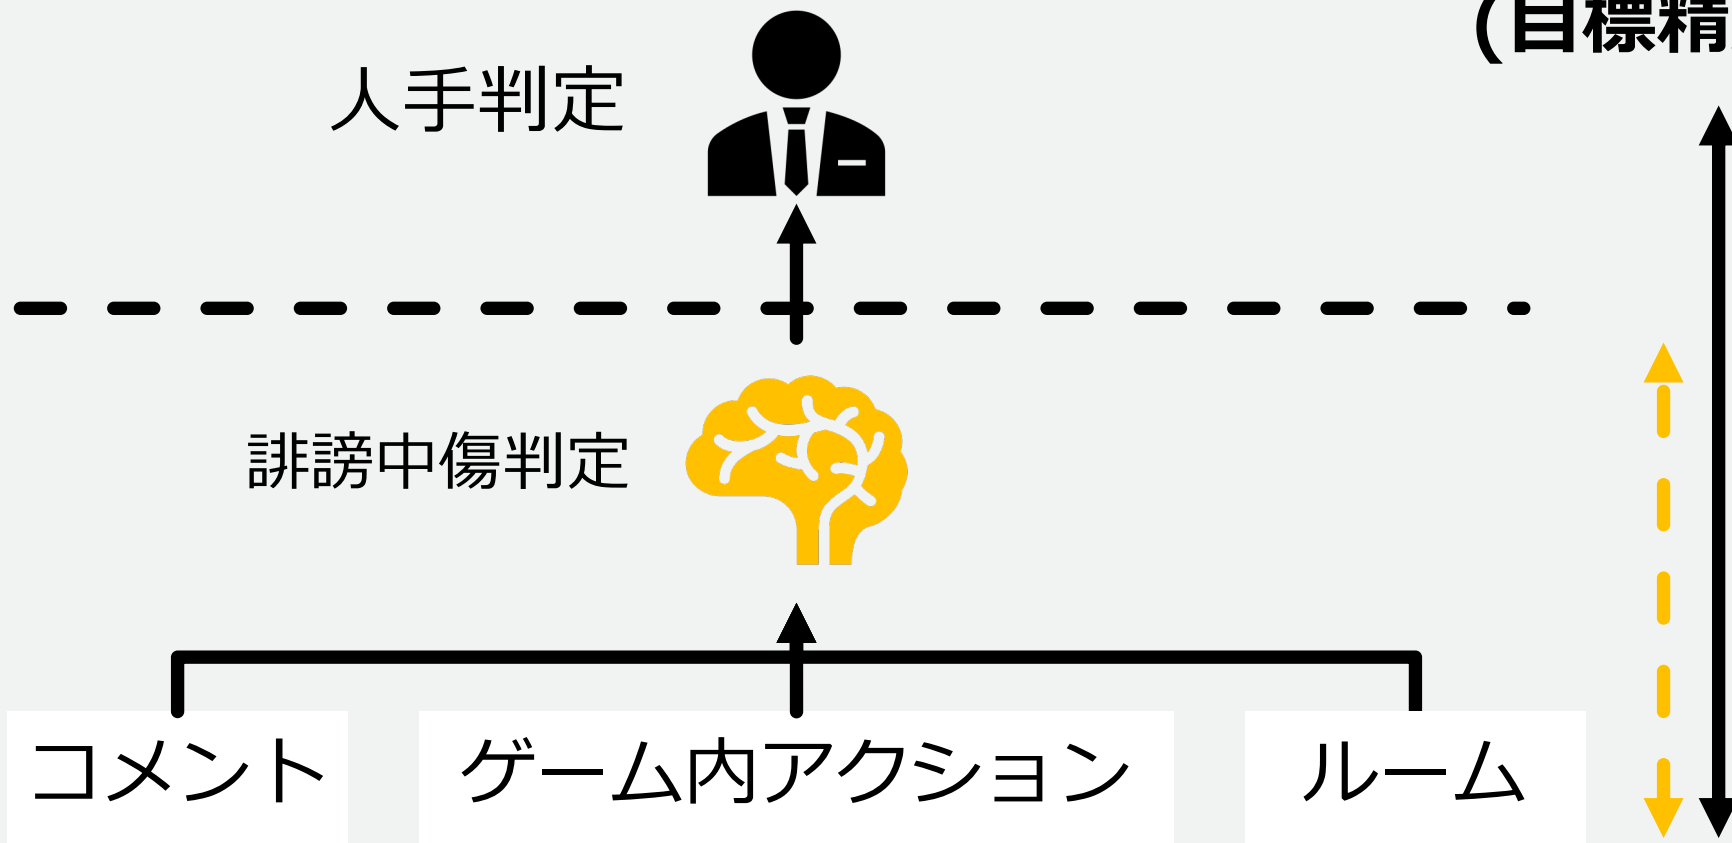 (目標精
人手判定
誹謗中傷判定
コメント
ゲーム内アクション
ルーム